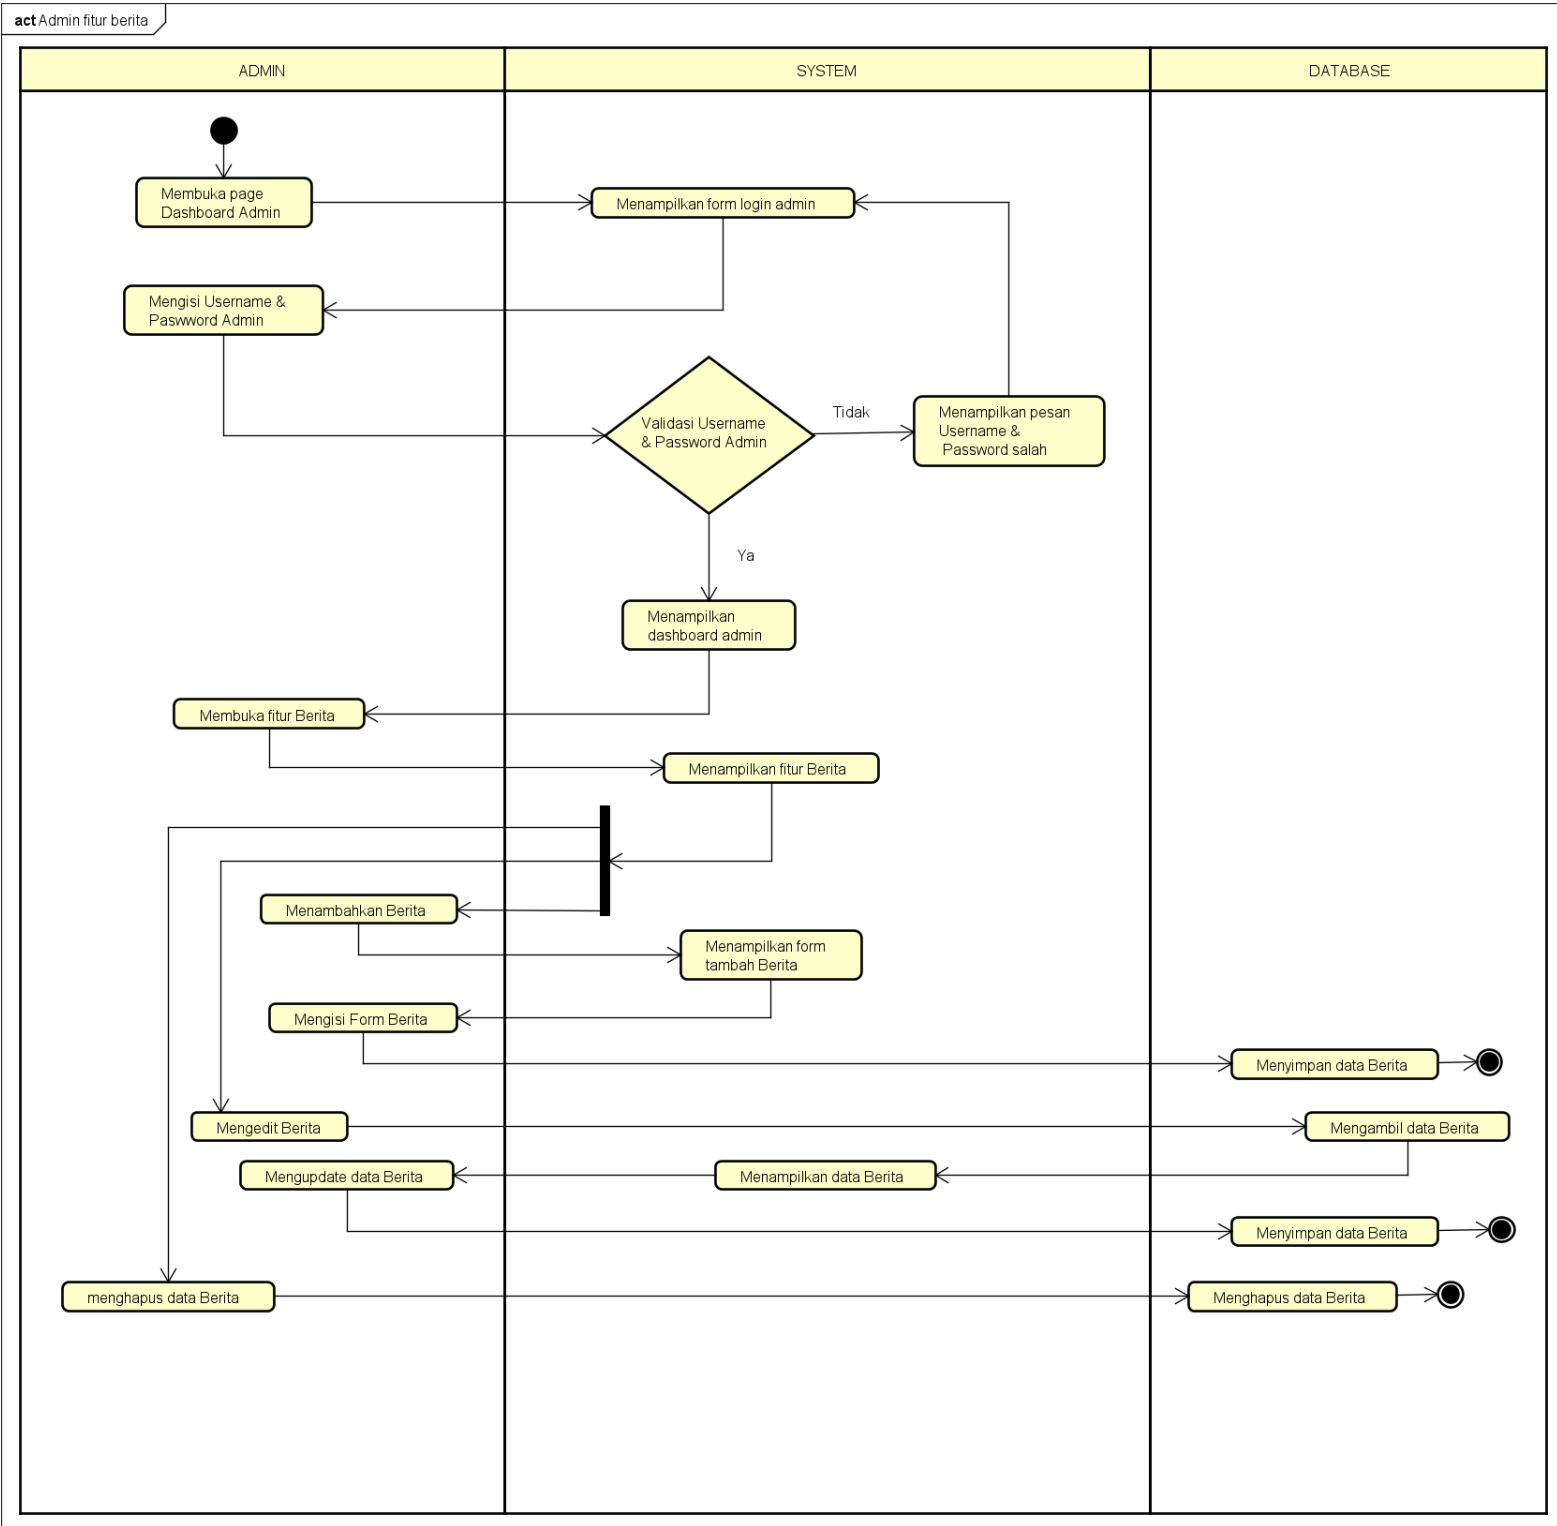 act Admin fitur berita
ADMIN
SYSTEM
DATABASE
Membuka page
Dashboard Admin
Menampilkan form login admin
Mengisi Username &
Paswword Admin
Validasi Username
& Password Admin
Tidak
Menampilkan pesan
Username &
Password salah
Ya
Menampilkan
dashboard admin
Membuka fitur Berita
Menampilkan fitur Berita
Menambahkan Berita
Menampilkan form
tambah Berita
Mengisi Form Berita
Menyimpan data Berita
Mengedit Berita
Mengambil data Berita
Mengupdate data Berita
Menampilkan data Berita
Menyimpan data Berita
menghapus data Berita
Menghapus data Berita